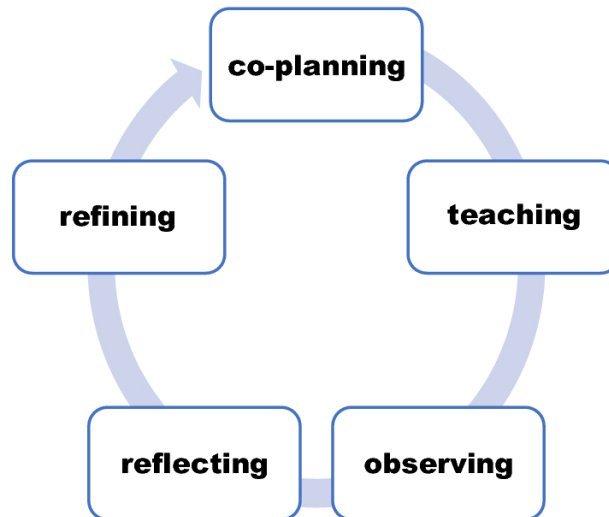 co-planning
teaching
observing
reflecting
refining